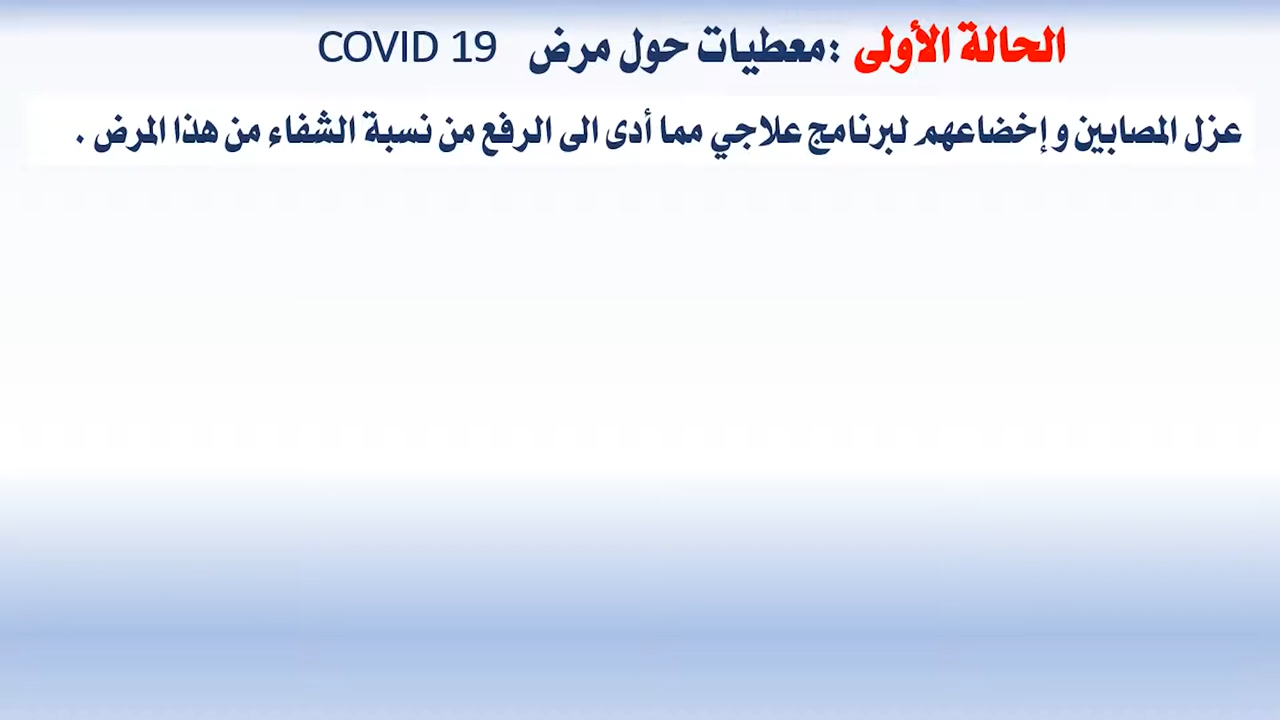 الحالة الأولى :معطيات حول مرض COVID 19
عزل المصابين و إخضاعهم لبرنامج علاجي مما أدى الى الرفع من نسبة الشفاء من هذا المرض .